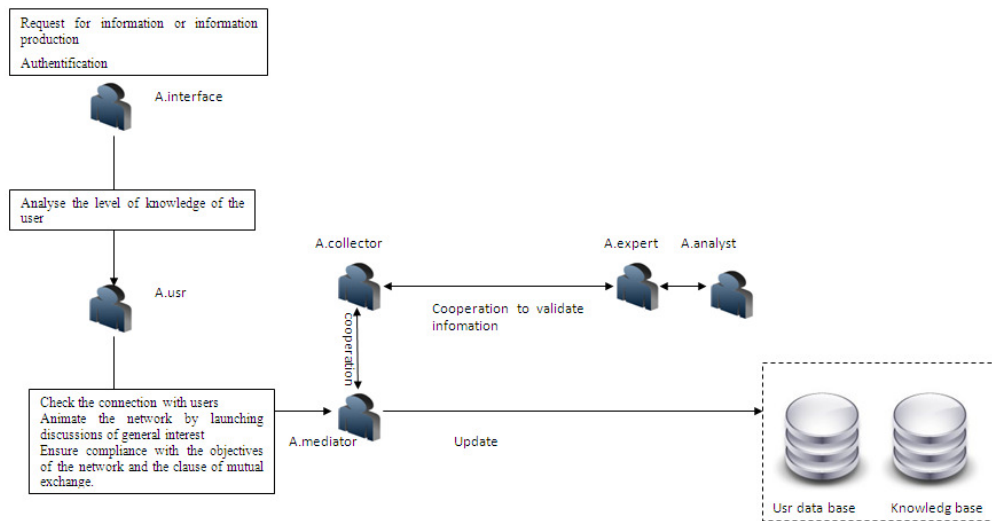 Request for information or information
production
Authentification
A.interface
Analyse the level of knowledge of the
user
A.usr
A.collector
A.expert
A.analyst
Cooperation to validate
infomation
cooperation
Check the connection with users
Animate the network by launching
discussions of general interest
Ensure compliance with the objectives
of the network and the clause of mutual
exchange.
A.mediator
Update
Usr data base
Knowledg base